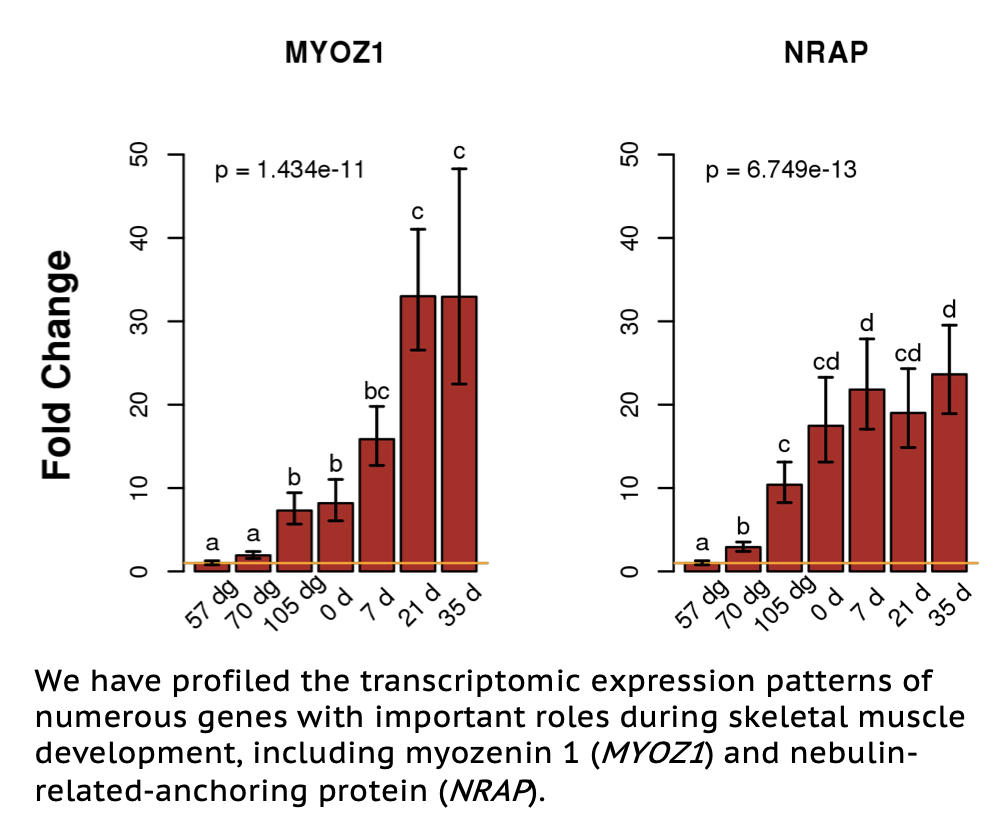 MYOZ1
NRAP
Fold Change
50
40
30
20
10
0
p = 1.434e-11
a
a
b
b
bc
c
c
57 dg
70 dg
105 dg
0 d
7 d
21 d
35 d
50
40
30
20
10
0
p = 6.749e-13
a
b
c
cd
d
cd
d
57 dg
70 dg
105 dg
0 d
7 d
21 d
35 d
We have profiled the transcriptomic expression patterns of
numerous genes with important roles during skeletal muscle
development, including myozenin 1 (MYOZ1) and nebulin-
related-anchoring protein (NRAP).